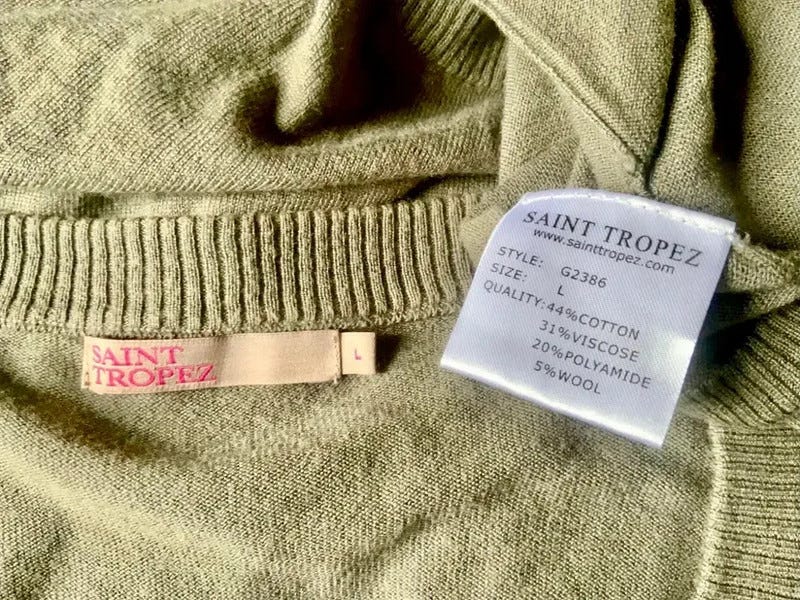 SAINT
TROPEZ
L
SAINT TROPEZ
www.sainttropez.com
STYLE: G2386
SIZE: L
QUALITY:44%COTTON
31%VISCOSE
20%POLYAMIDE
5%WOOL